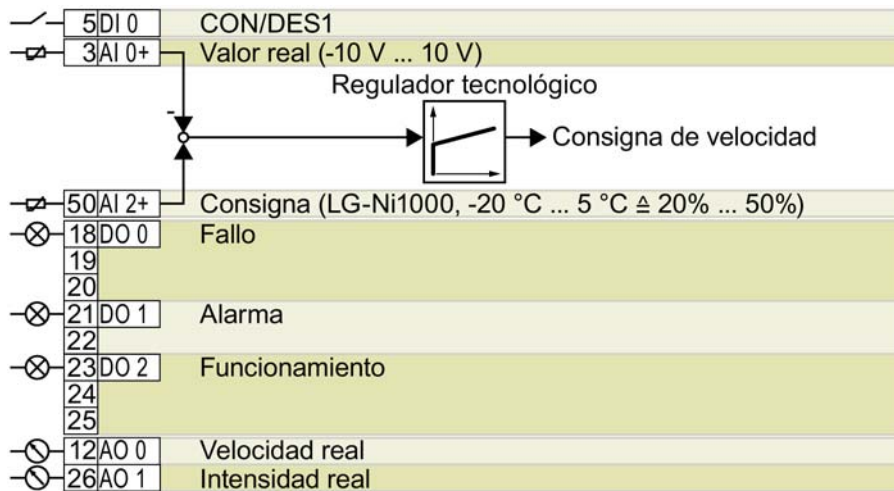 5 DI 0 CON/DES1
3 AI 0+ Valor real (-10 V ... 10 V)
Regulador tecnológico
-
Consigna de velocidad
50 AI 2+ Consigna (LG-Ni1000, -20 °C ... 5 °C ≙ 20% ... 50%)
18 DO 0 Fallo
19
20
21 DO 1 Alarma
22
23 DO 2 Funcionamiento
24
25
12 AO 0 Velocidad real
26 AO 1 Intensidad real